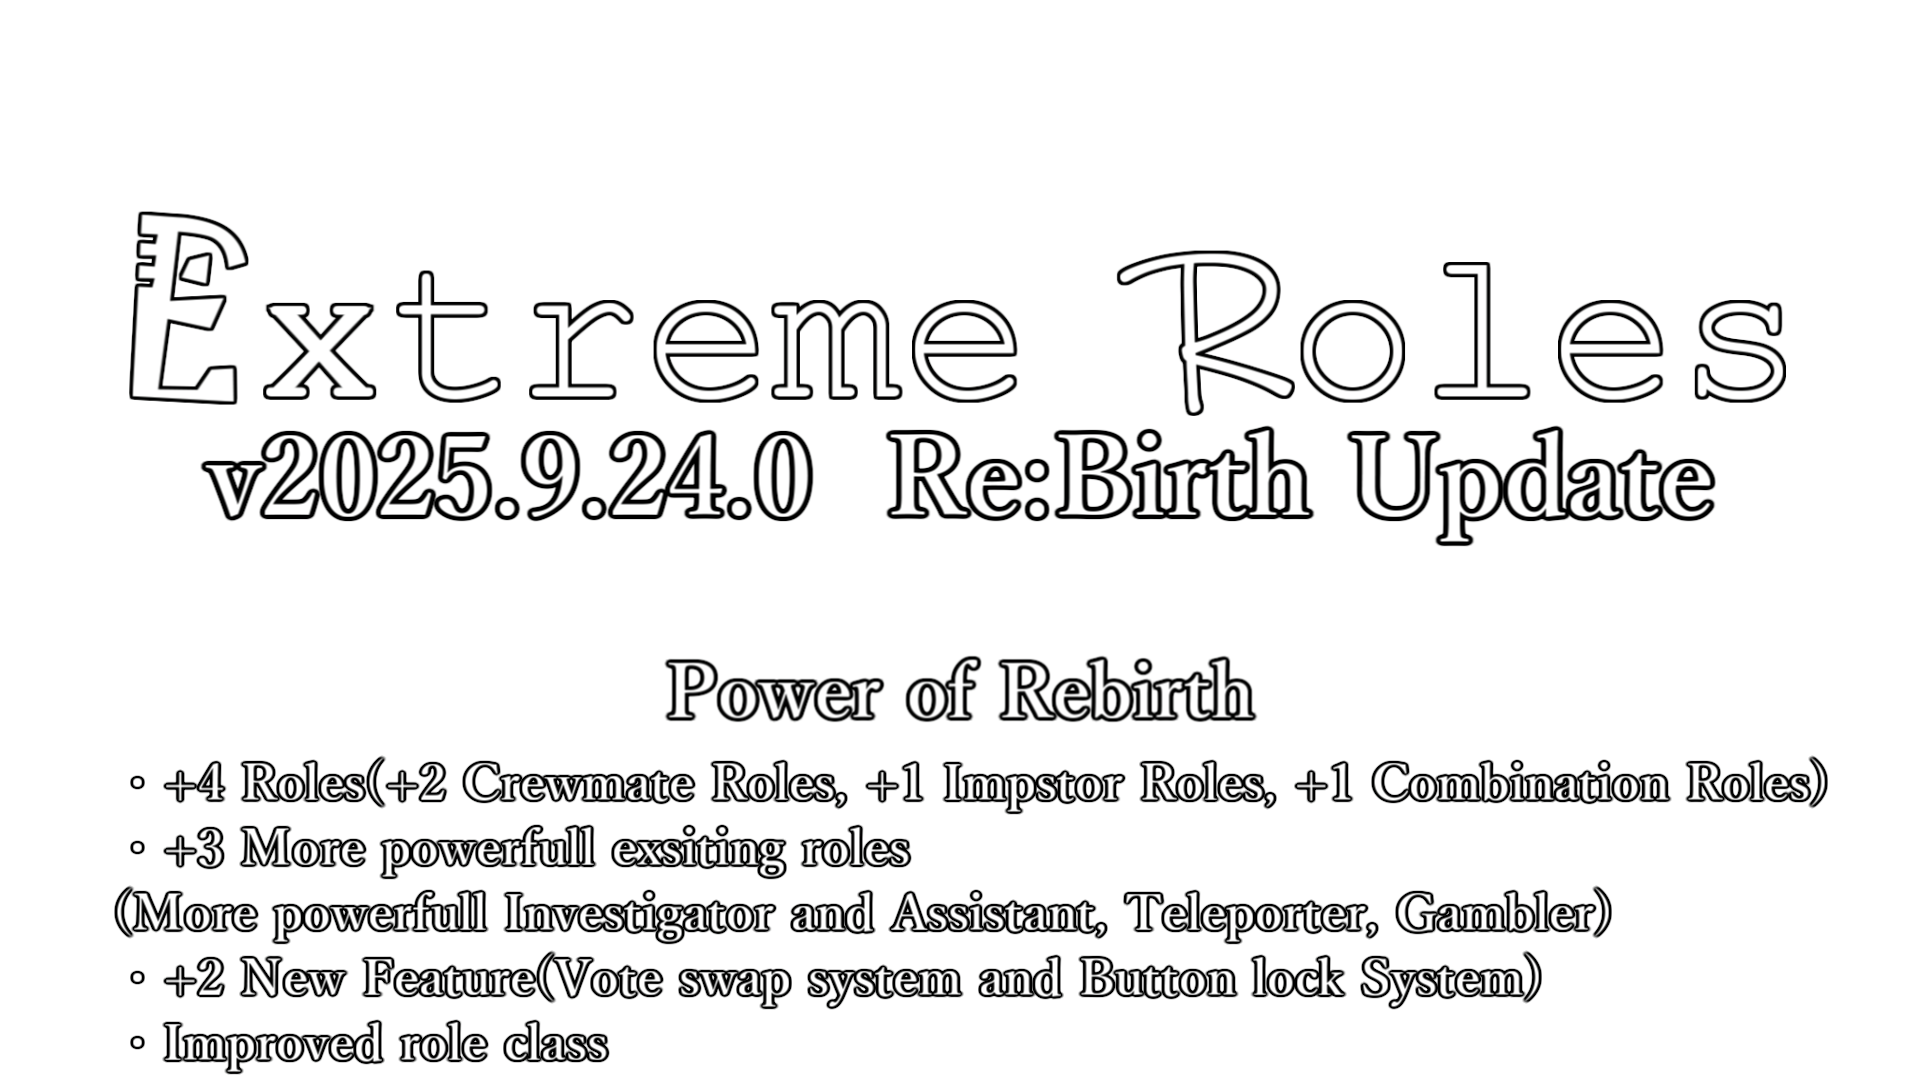 Extreme Roles
v2025.9.24.0 Re:Birth Update
Power of Rebirth
・+4 Roles(+2 Crewmate Roles, +1 Impstor Roles, +1 Combination Roles)
・+3 More powerfull exsiting roles
(More powerfull Investigator and Assistant, Teleporter, Gambler)
・+2 New Feature(Vote swap system and Button lock System)
・Improved role class